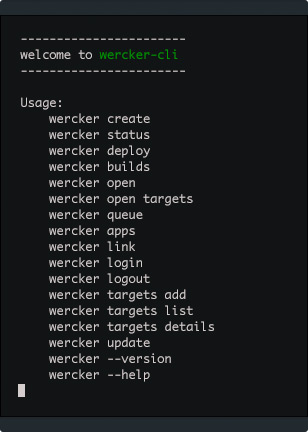 -----------------------
welcome to wercker-cli
-----------------------
Usage:
wercker create
wercker status
wercker deploy
wercker builds
wercker open
wercker open targets
wercker queue
wercker apps
wercker link
wercker login
wercker logout
wercker targets add
wercker targets list
wercker targets details
wercker update
wercker --version
wercker --help